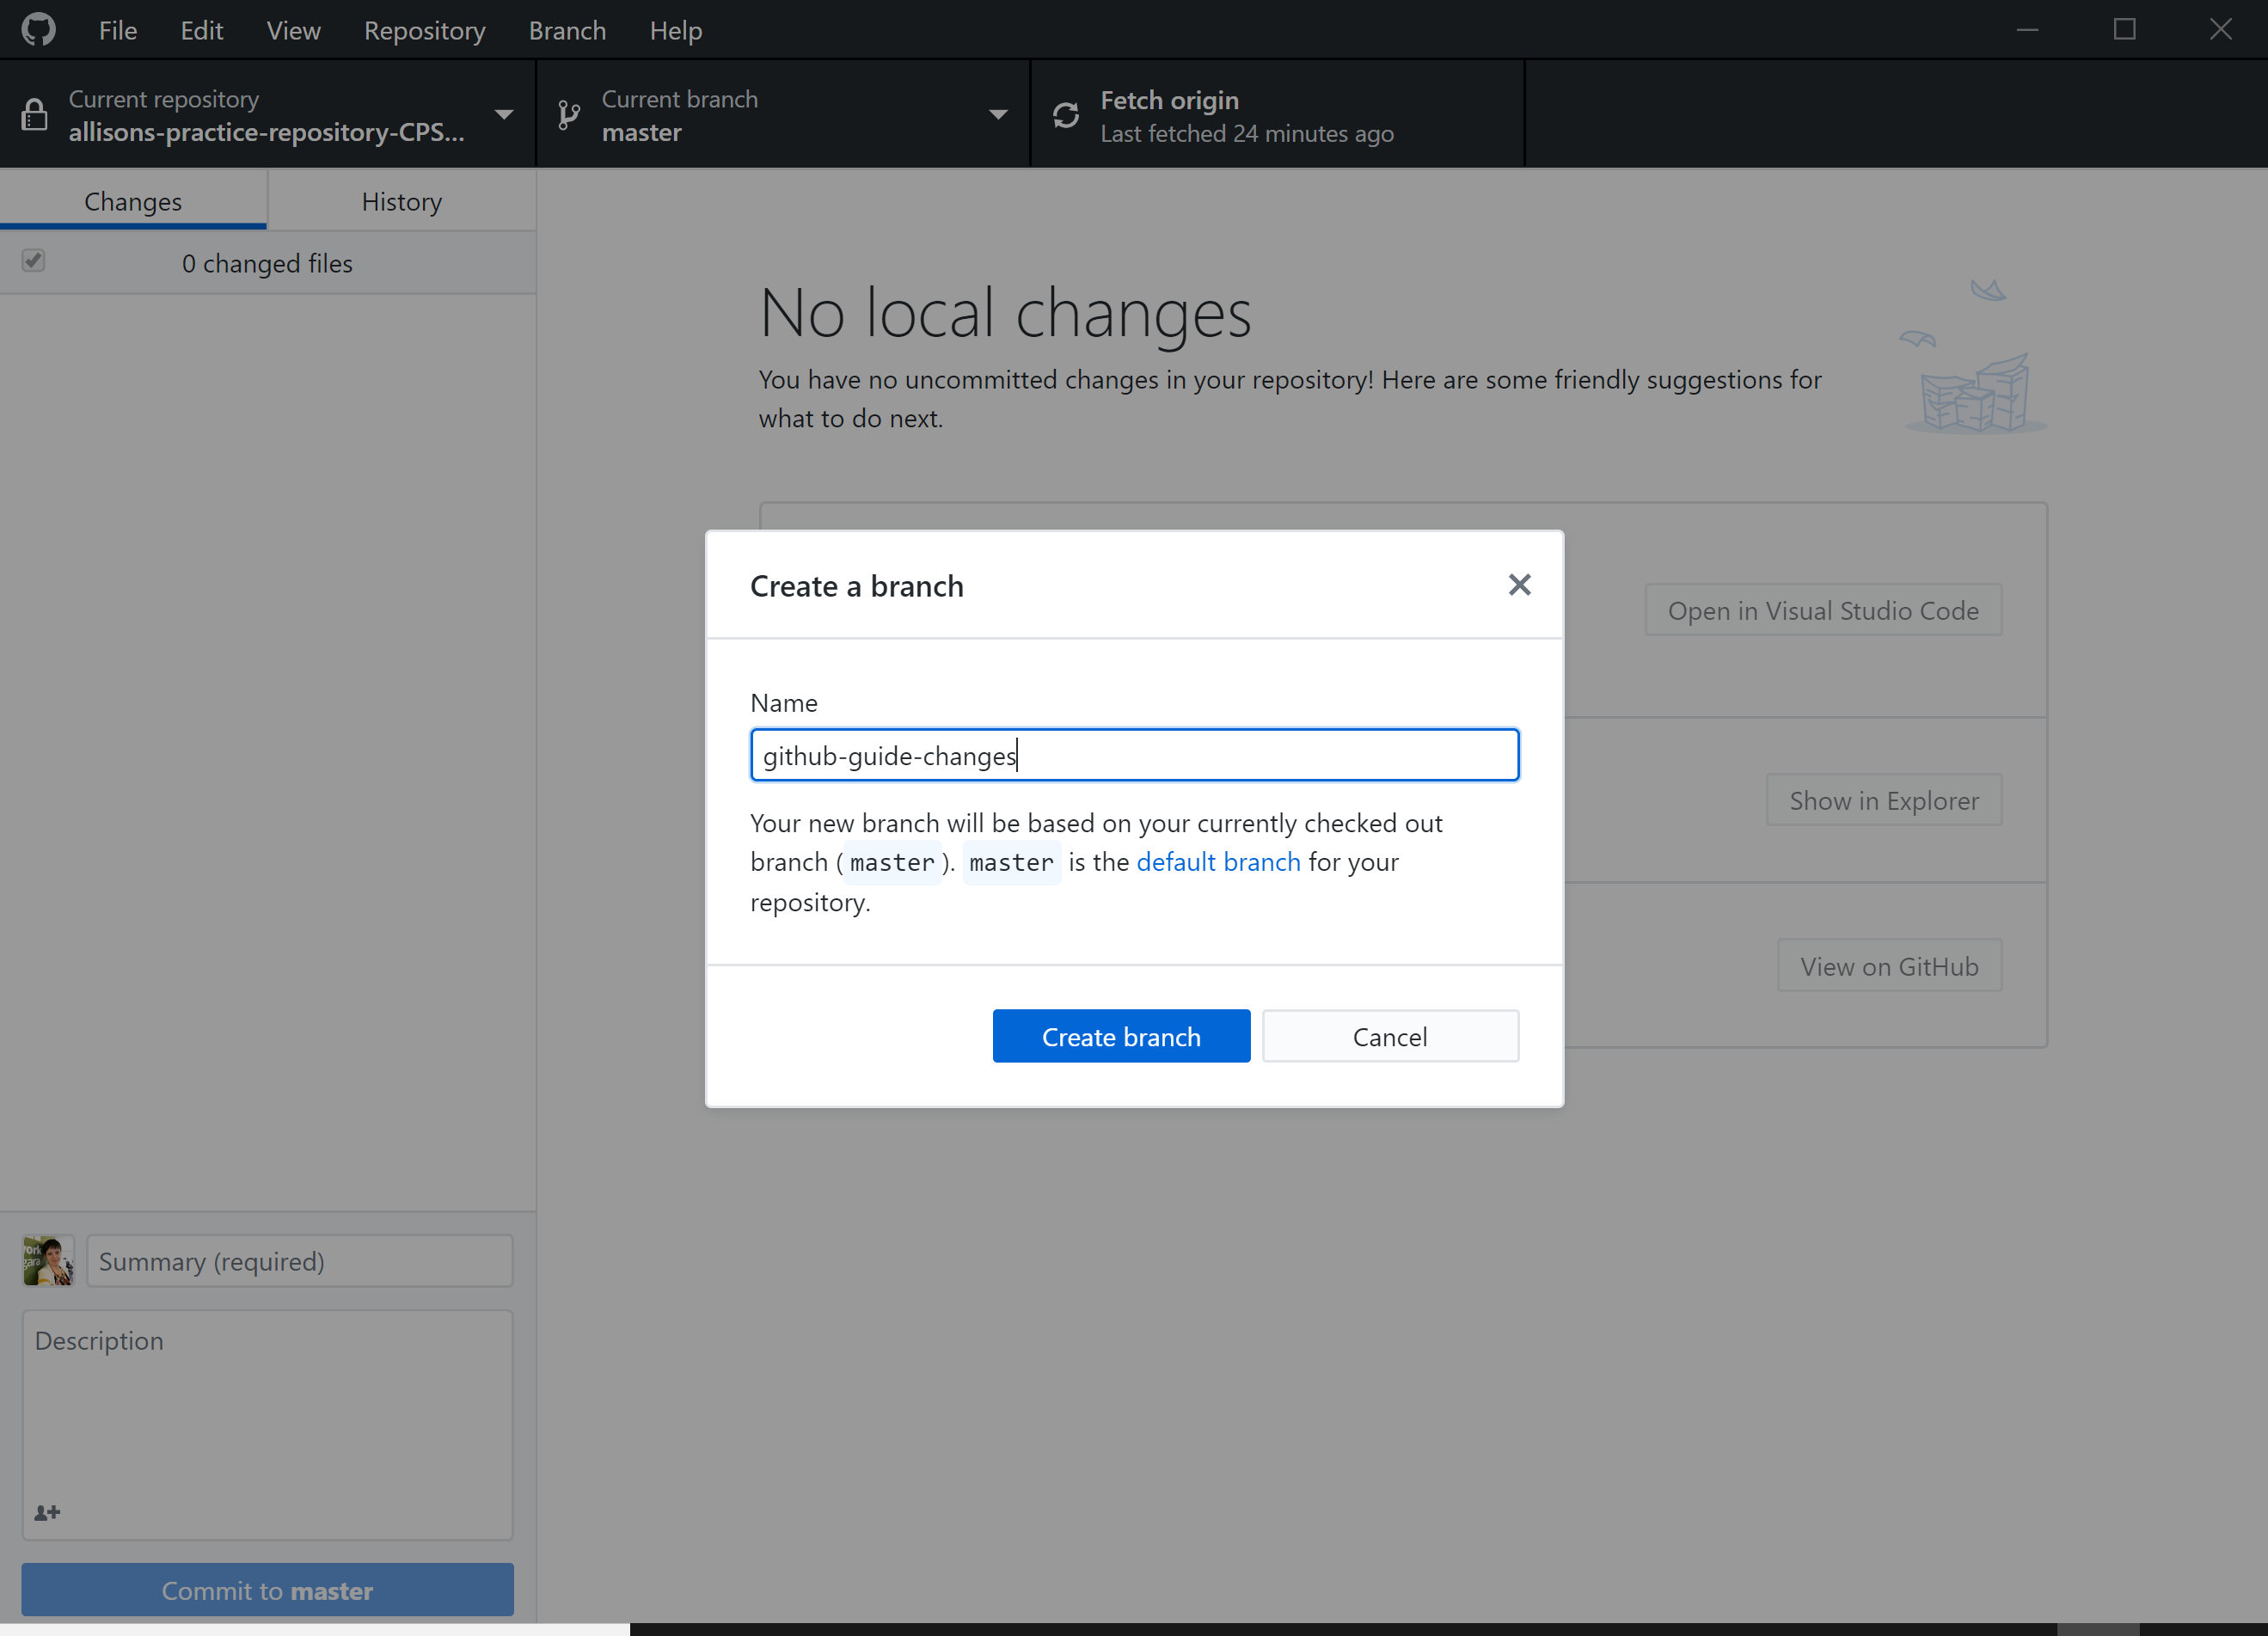 File Edit View Repository Branch Help
Current repository
allisons-practice-repository-CPS...
Current branch
master
Fetch origin
Last fetched 24 minutes ago
Changes History
0 changed files
No local changes
You have no uncommitted changes in your repository! Here are some friendly suggestions for
what to do next.
Open in Visual Studio Code
Show in Explorer
View on GitHub
Create a branch
Name
github-guide-changes
Your new branch will be based on your currently checked out
branch (master). master is the default branch for your
repository.
Create branch Cancel
Summary (required)
Description
Commit to master